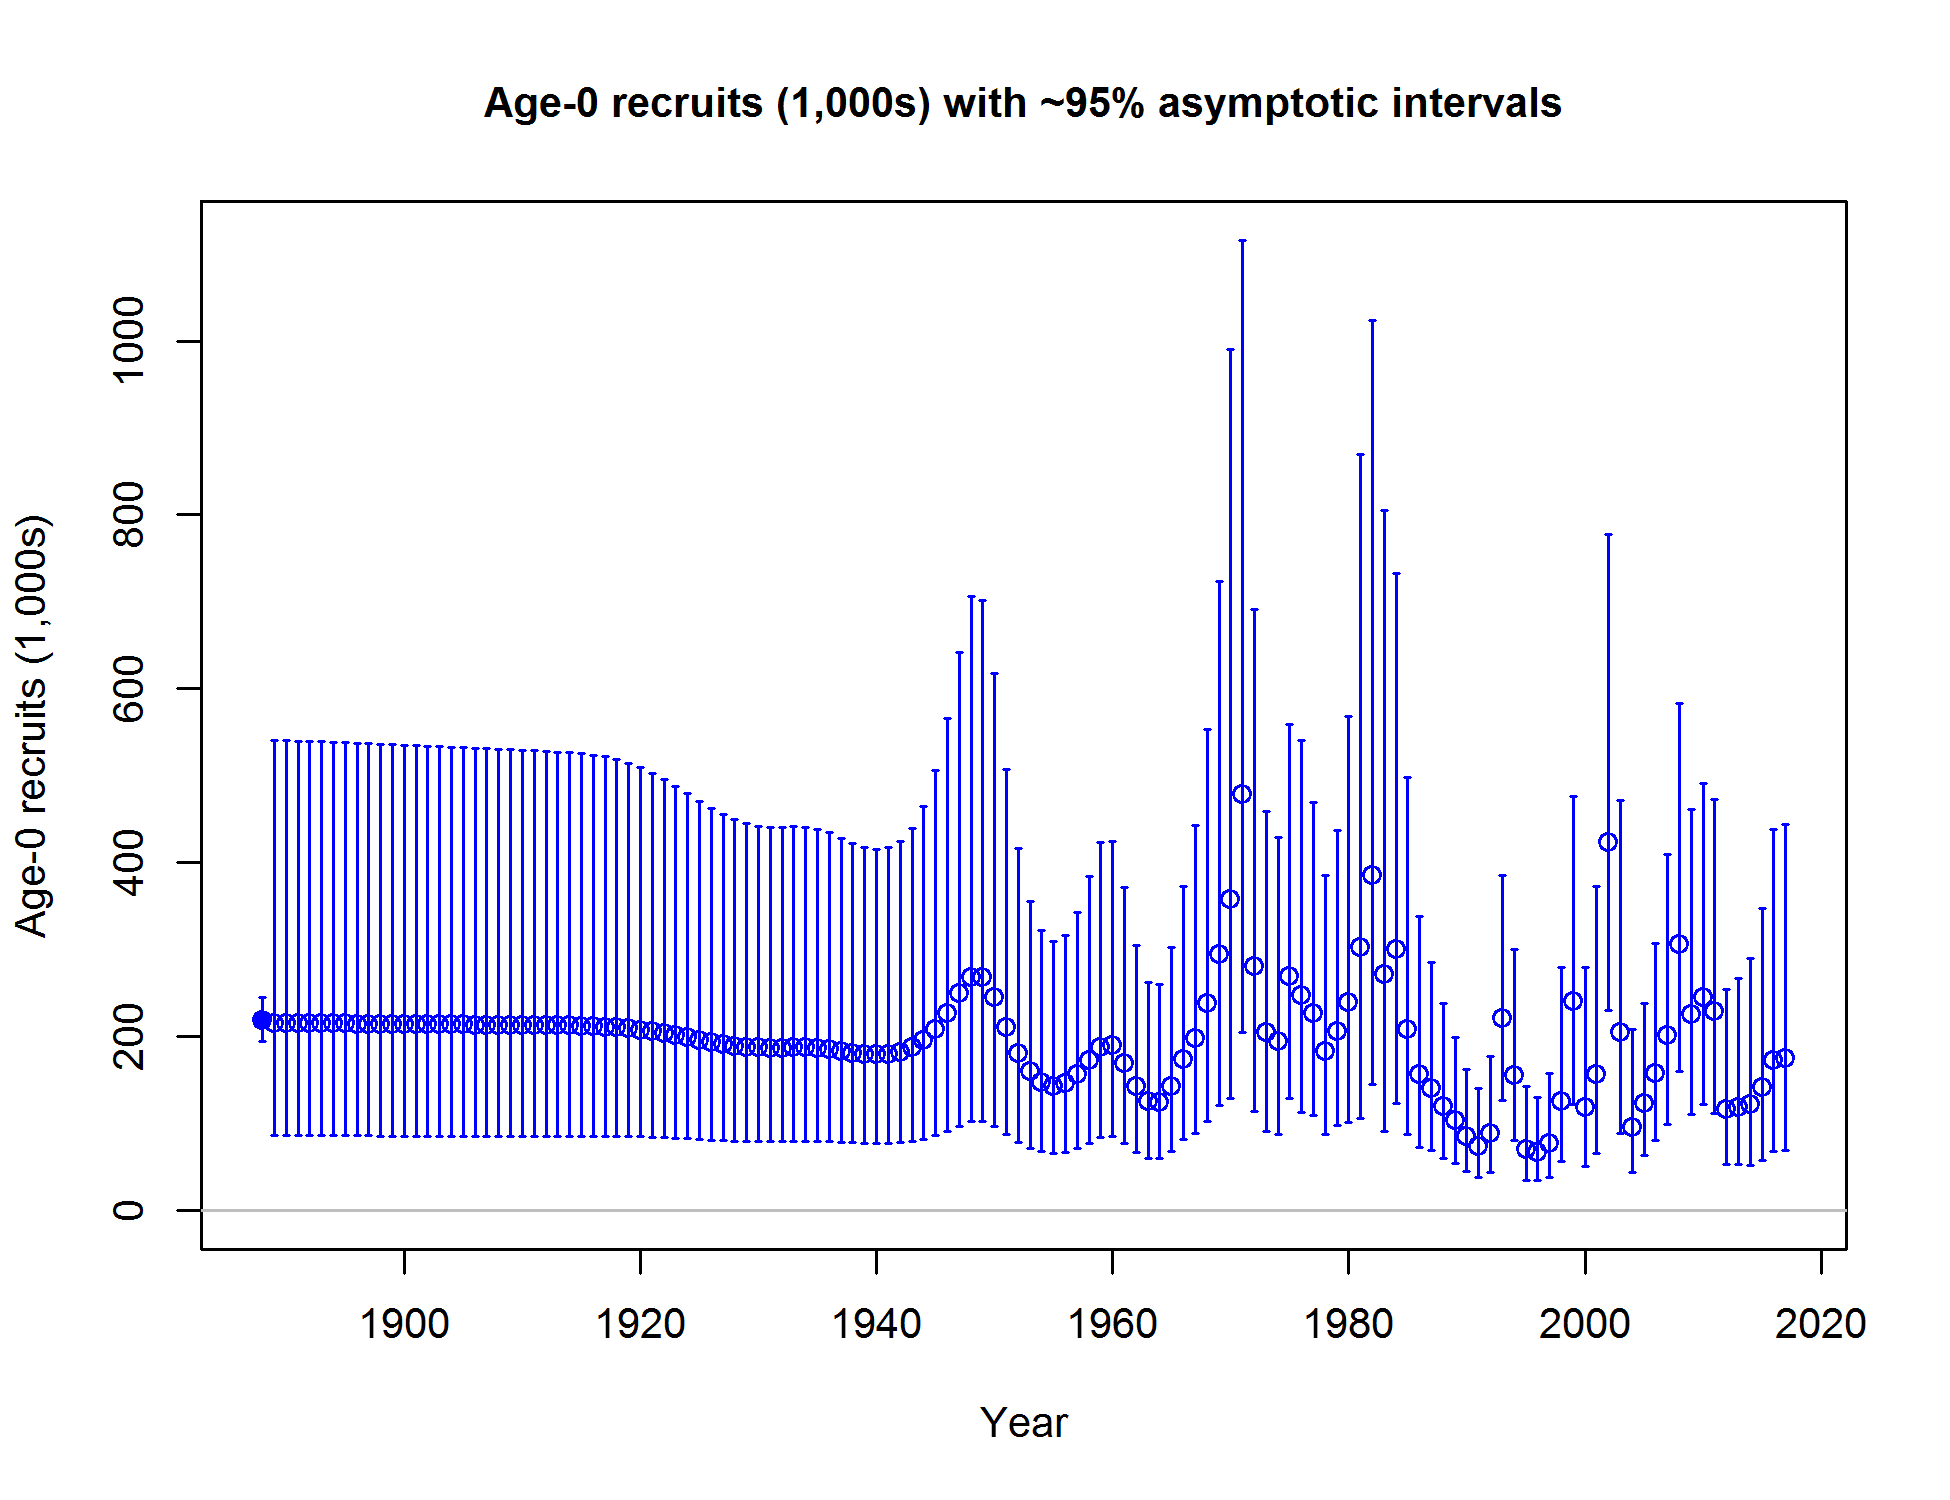 Age-0 recruits (1,000s) with ~95% asymptotic intervals
Age-0 recruits (1,000s)
1000
800
600
400
200
0
1900 1920 1940 1960 1980 2000 2020
Year